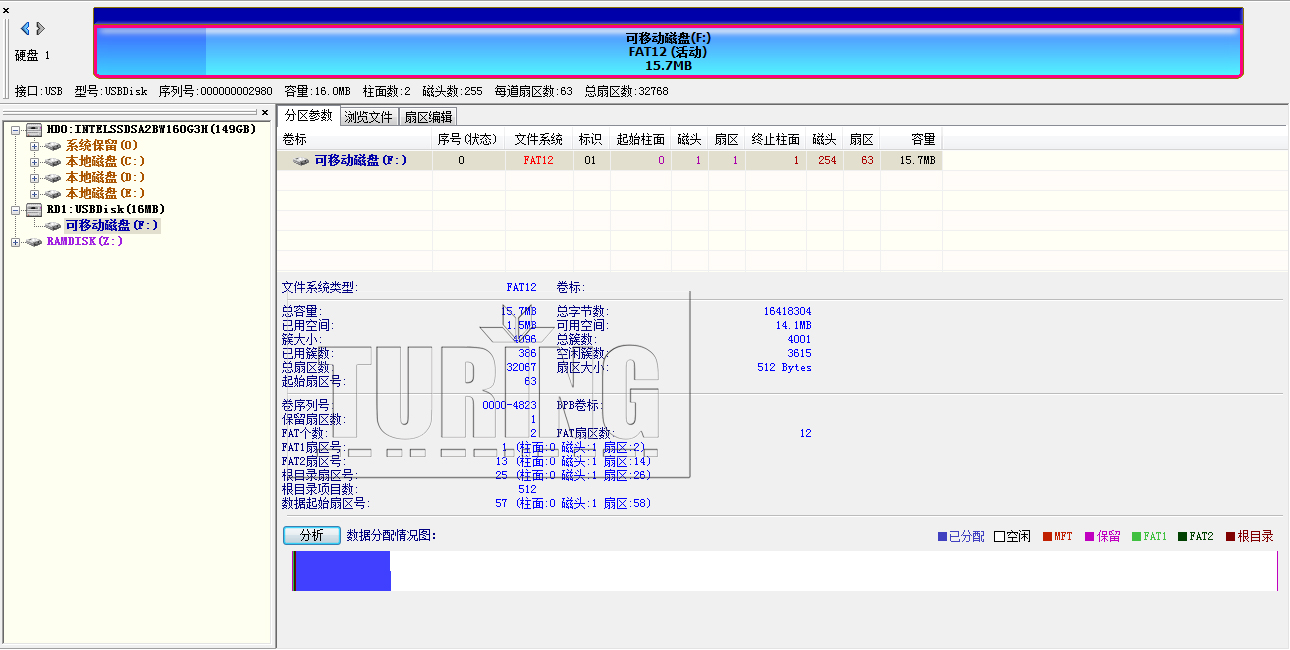 可移动磁盘(F:)
FAT12 (活动)
15.7MB
硬盘 1
接口:USB 型号:USBDisk 序列号:000000002980 容量:16.0MB 柱面数:2 磁头数:255 每道扇区数:63 总扇区数:32768
HD0:INTELSSDSA2BW160G3H(149GB)
系统保留(0)
本地磁盘(C:)
本地磁盘(D:)
本地磁盘(E:)
RD1:USBDisk(16MB)
可移动磁盘(F:)
RAMDISK(Z:)
分区参数 浏览文件 扇区编辑
卷标 序号(状态) 文件系统 标识 起始柱面 磁头 扇区 终止柱面 磁头 扇区 容量
可移动磁盘(F:) 0 FAT12 01 0 1 1 1 254 63 15.7MB
文件系统类型: FAT12 卷标:
总容量: 15.7MB 总字节数: 16418304
已用空间: 1.5MB 可用空间: 14.1MB
簇大小: 4096 总簇数: 4001
已用簇数: 386 空闲簇数: 3615
总扇区数: 32067 扇区大小: 512 Bytes
起始扇区号: 63
卷序列号: 0000-4823 BPB卷标:
保留扇区数: 1
FAT个数: 2 FAT扇区数: 12
FAT1扇区号: 1 (柱面:0 磁头:1 扇区:2)
FAT2扇区号: 13 (柱面:0 磁头:1 扇区:14)
根目录扇区号: 25 (柱面:0 磁头:1 扇区:26)
根目录项目数: 512
数据起始扇区号: 57 (柱面:0 磁头:1 扇区:58)
TURING
分析 数据分配情况图: 已分配 空闲 MFT 保留 FAT1 FAT2 根目录